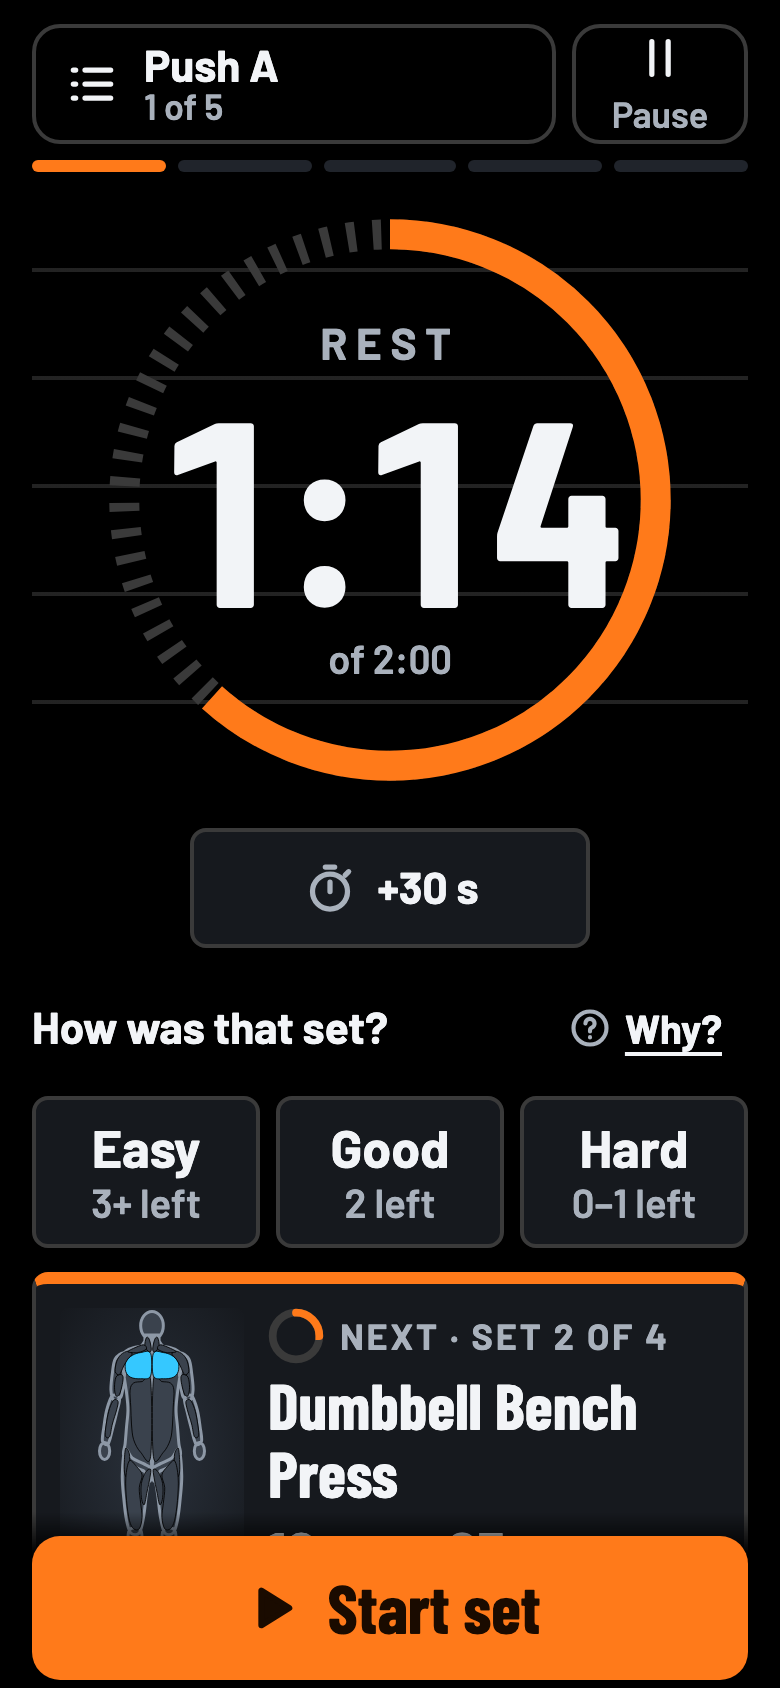 Push A
1 of 5
Pause
REST
1:14
of 2:00
+30 s
How was that set?
Why?
Easy
3+ left
Good
2 left
Hard
0–1 left
NEXT · SET 2 OF 4
Dumbbell Bench
Press
Start set